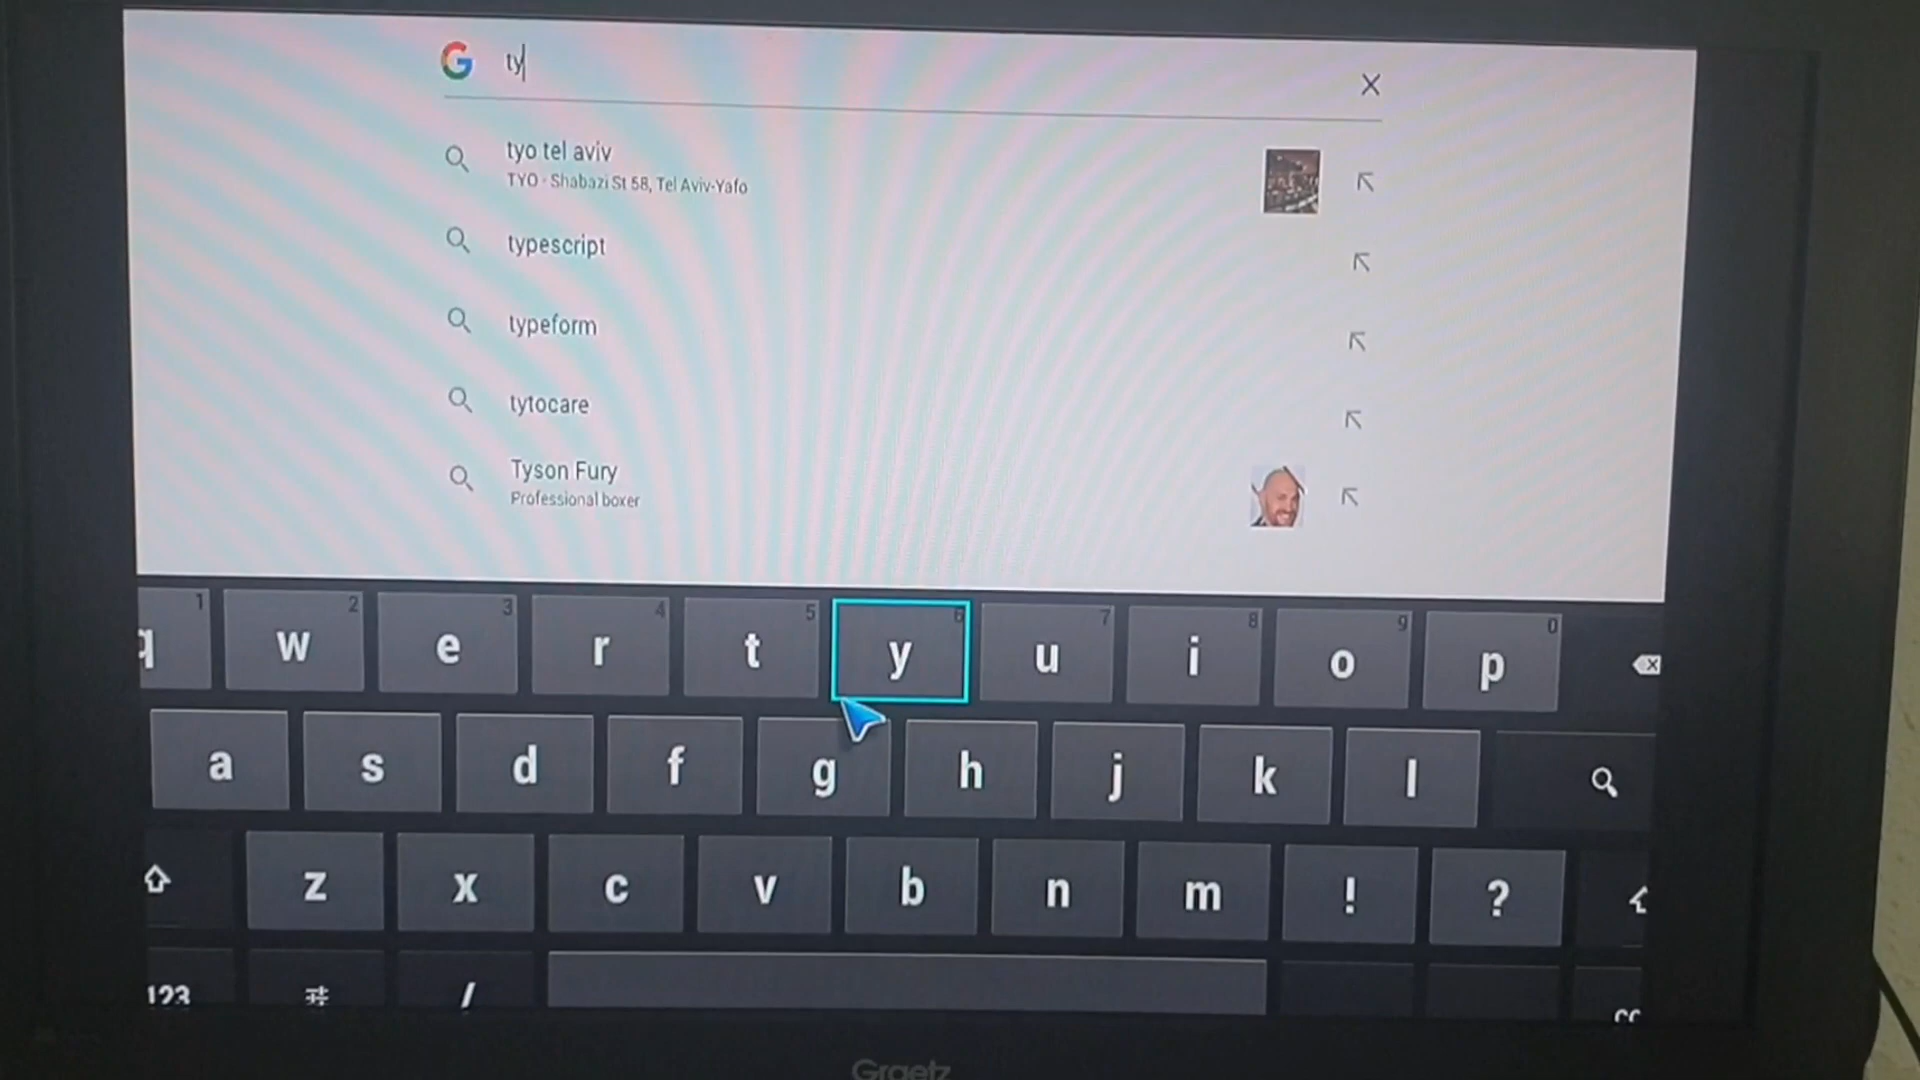 ty
tyo tel aviv
TYO · Shabazi St 58, Tel Aviv-Yafo
typescript
typeform
tytocare
Tyson Fury
Professional boxer
1 2 3 4 5 6 7 8 9 0
q w e r t y u i o p
a s d f g h j k l
z x c v b n m ! ?
123 /
Graetz